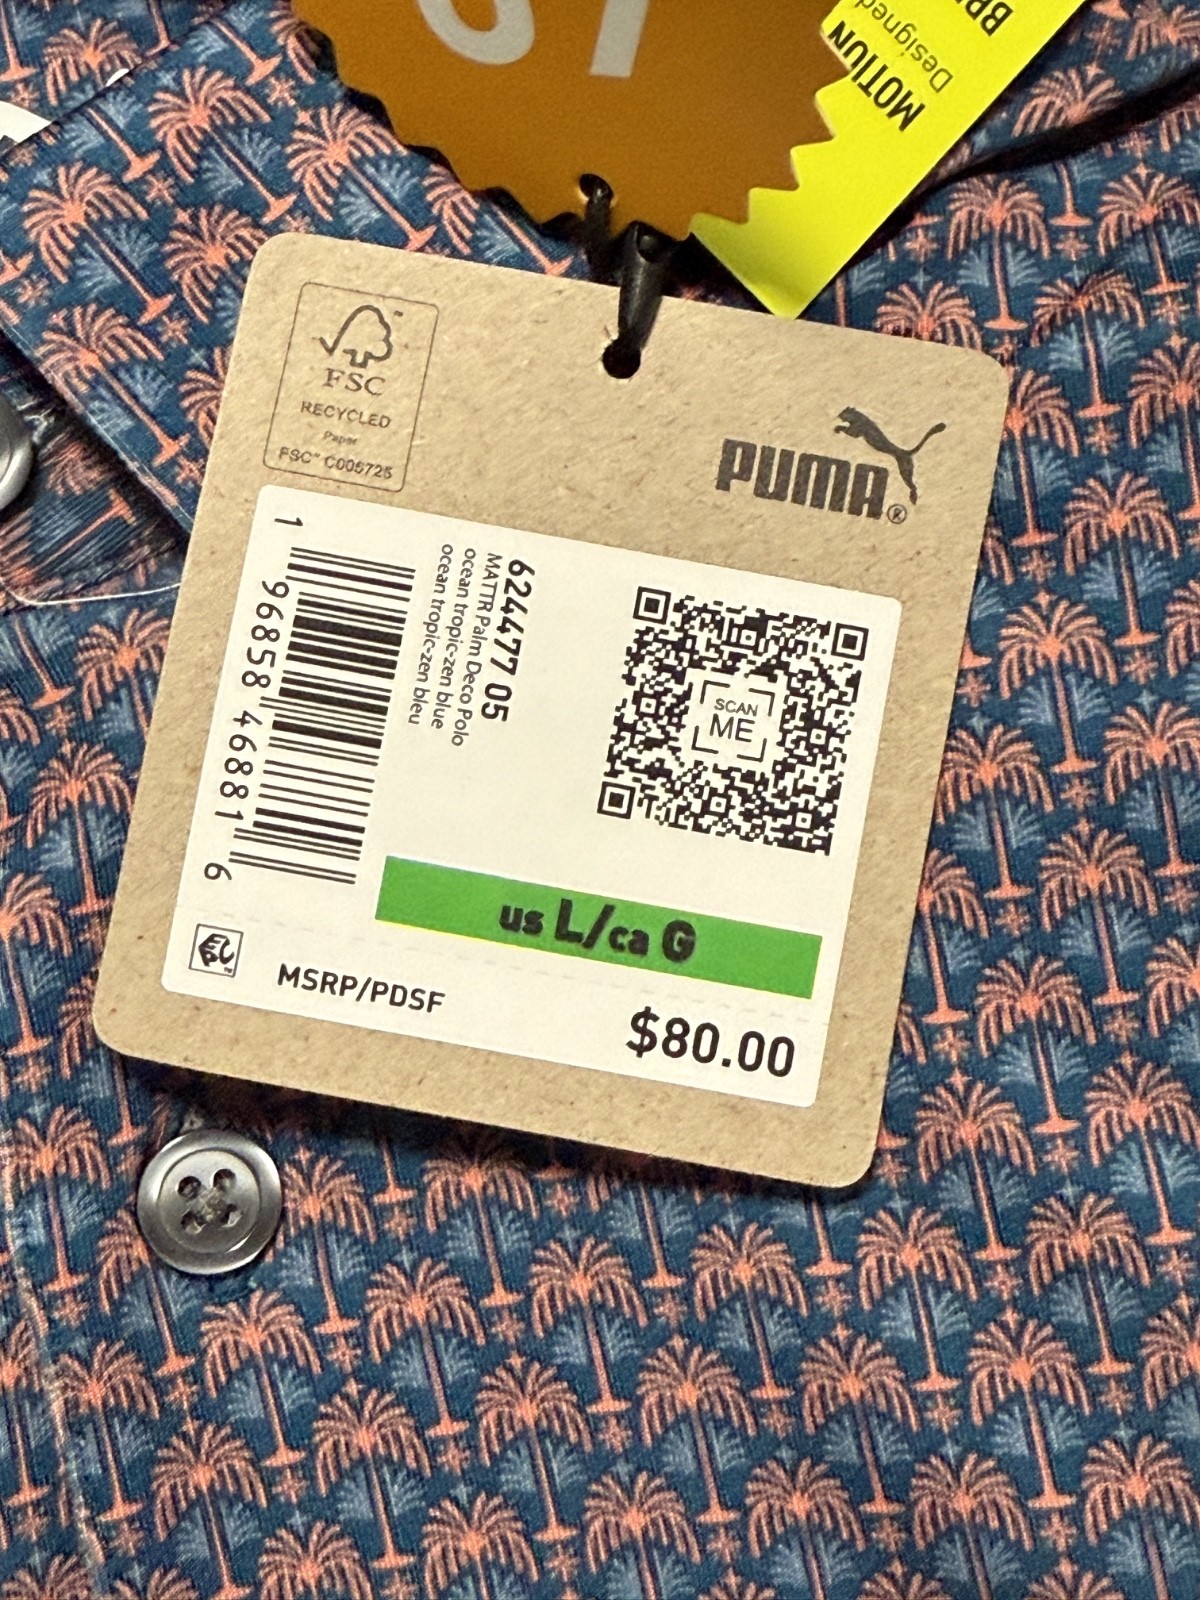 MOTION
Designed
FSC
RECYCLED
Paper
FSC™ C005725
PUMA®
624477 05
MATTR Palm Deco Polo
ocean tropic-zen blue
ocean tropic-zen bleu
1 96858 46881 6
SCAN
ME
us L/ca G
MSRP/PDSF
$80.00